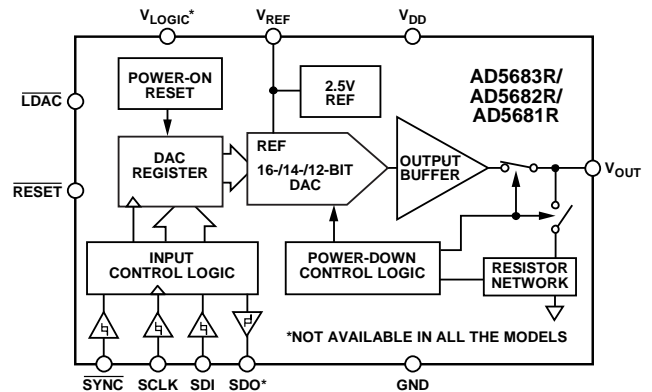 VLOGIC*
VREF
VDD
LDAC
POWER-ON
RESET
2.5V
REF
AD5683R/
AD5682R/
AD5681R
RESET
DAC
REGISTER
REF
16-/14-/12-BIT
DAC
OUTPUT
BUFFER
VOUT
INPUT
CONTROL LOGIC
POWER-DOWN
CONTROL LOGIC
RESISTOR
NETWORK
*NOT AVAILABLE IN ALL THE MODELS
SYNC
SCLK
SDI
SDO*
GND